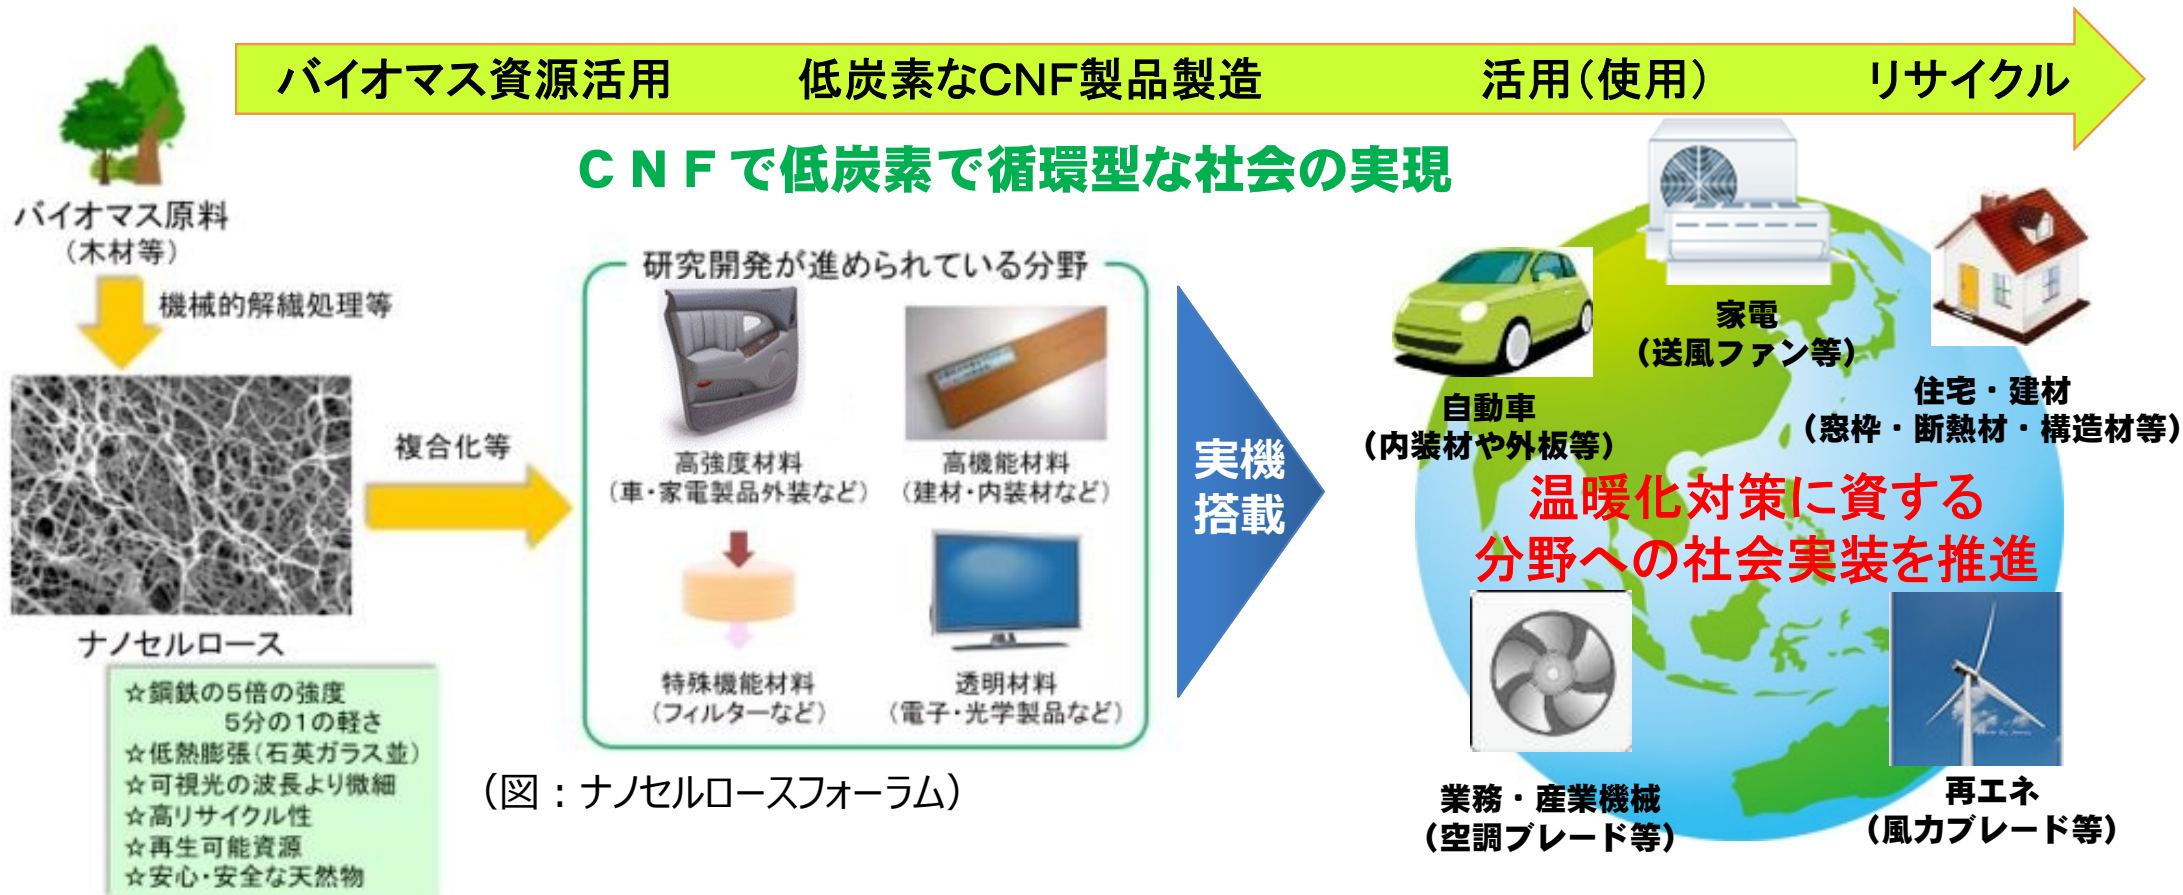 バイオマス資源活用 低炭素なCNF製品製造 活用(使用) リサイクル
CNFで低炭素で循環型な社会の実現
バイオマス原料
(木材等)
機械的解繊処理等
ナノセルロース
☆鋼鉄の5倍の強度
5分の1の軽さ
☆低熱膨張(石英ガラス並)
☆可視光の波長より微細
☆高リサイクル性
☆再生可能資源
☆安心・安全な天然物
複合化等
研究開発が進められている分野
高強度材料
(車・家電製品外装など)
高機能材料
(建材・内装材など)
特殊機能材料
(フィルターなど)
透明材料
(電子・光学製品など)
(図:ナノセルロースフォーラム)
実機
搭載
自動車
(内装材や外板等)
家電
(送風ファン等)
住宅・建材
(窓枠・断熱材・構造材等)
温暖化対策に資する
分野への社会実装を推進
業務・産業機械
(空調ブレード等)
再エネ
(風力ブレード等)